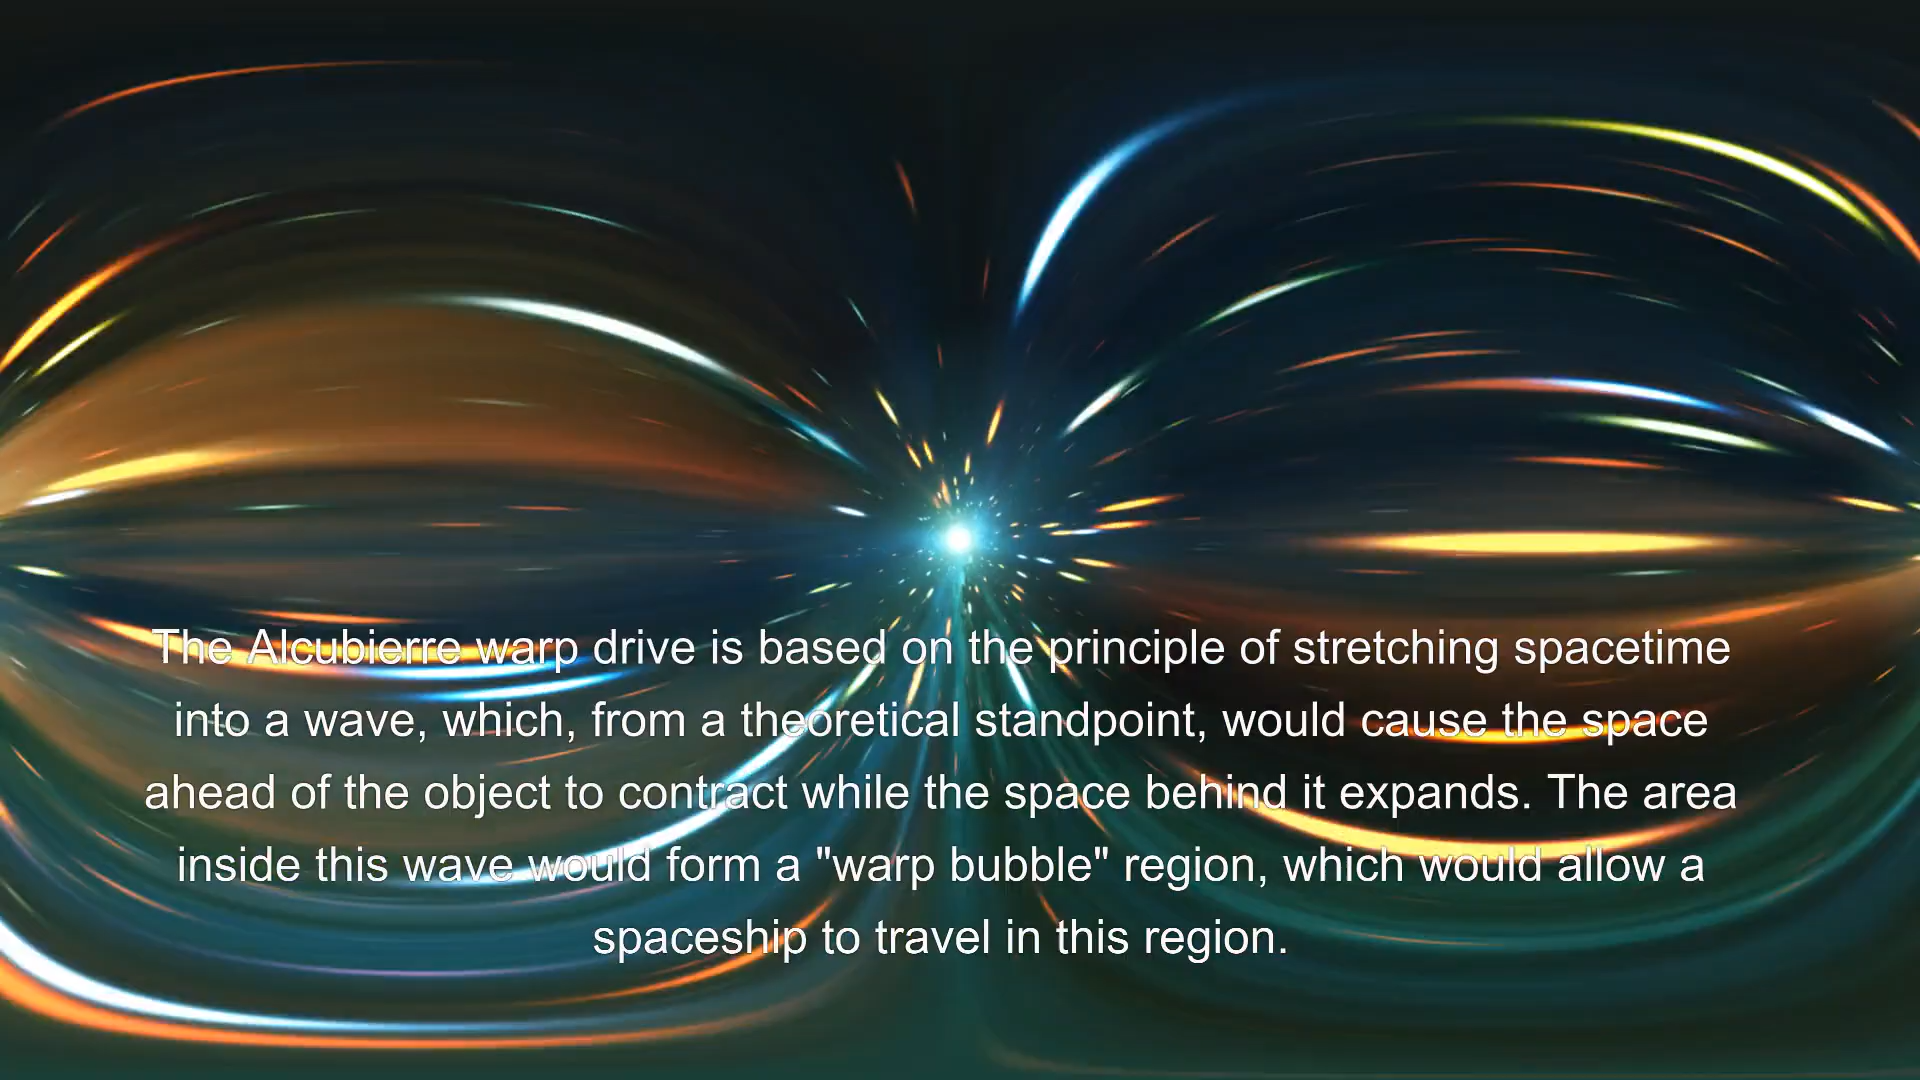 The Alcubierre warp drive is based on the principle of stretching spacetime
into a wave, which, from a theoretical standpoint, would cause the space
ahead of the object to contract while the space behind it expands. The area
inside this wave would form a "warp bubble" region, which would allow a
spaceship to travel in this region.